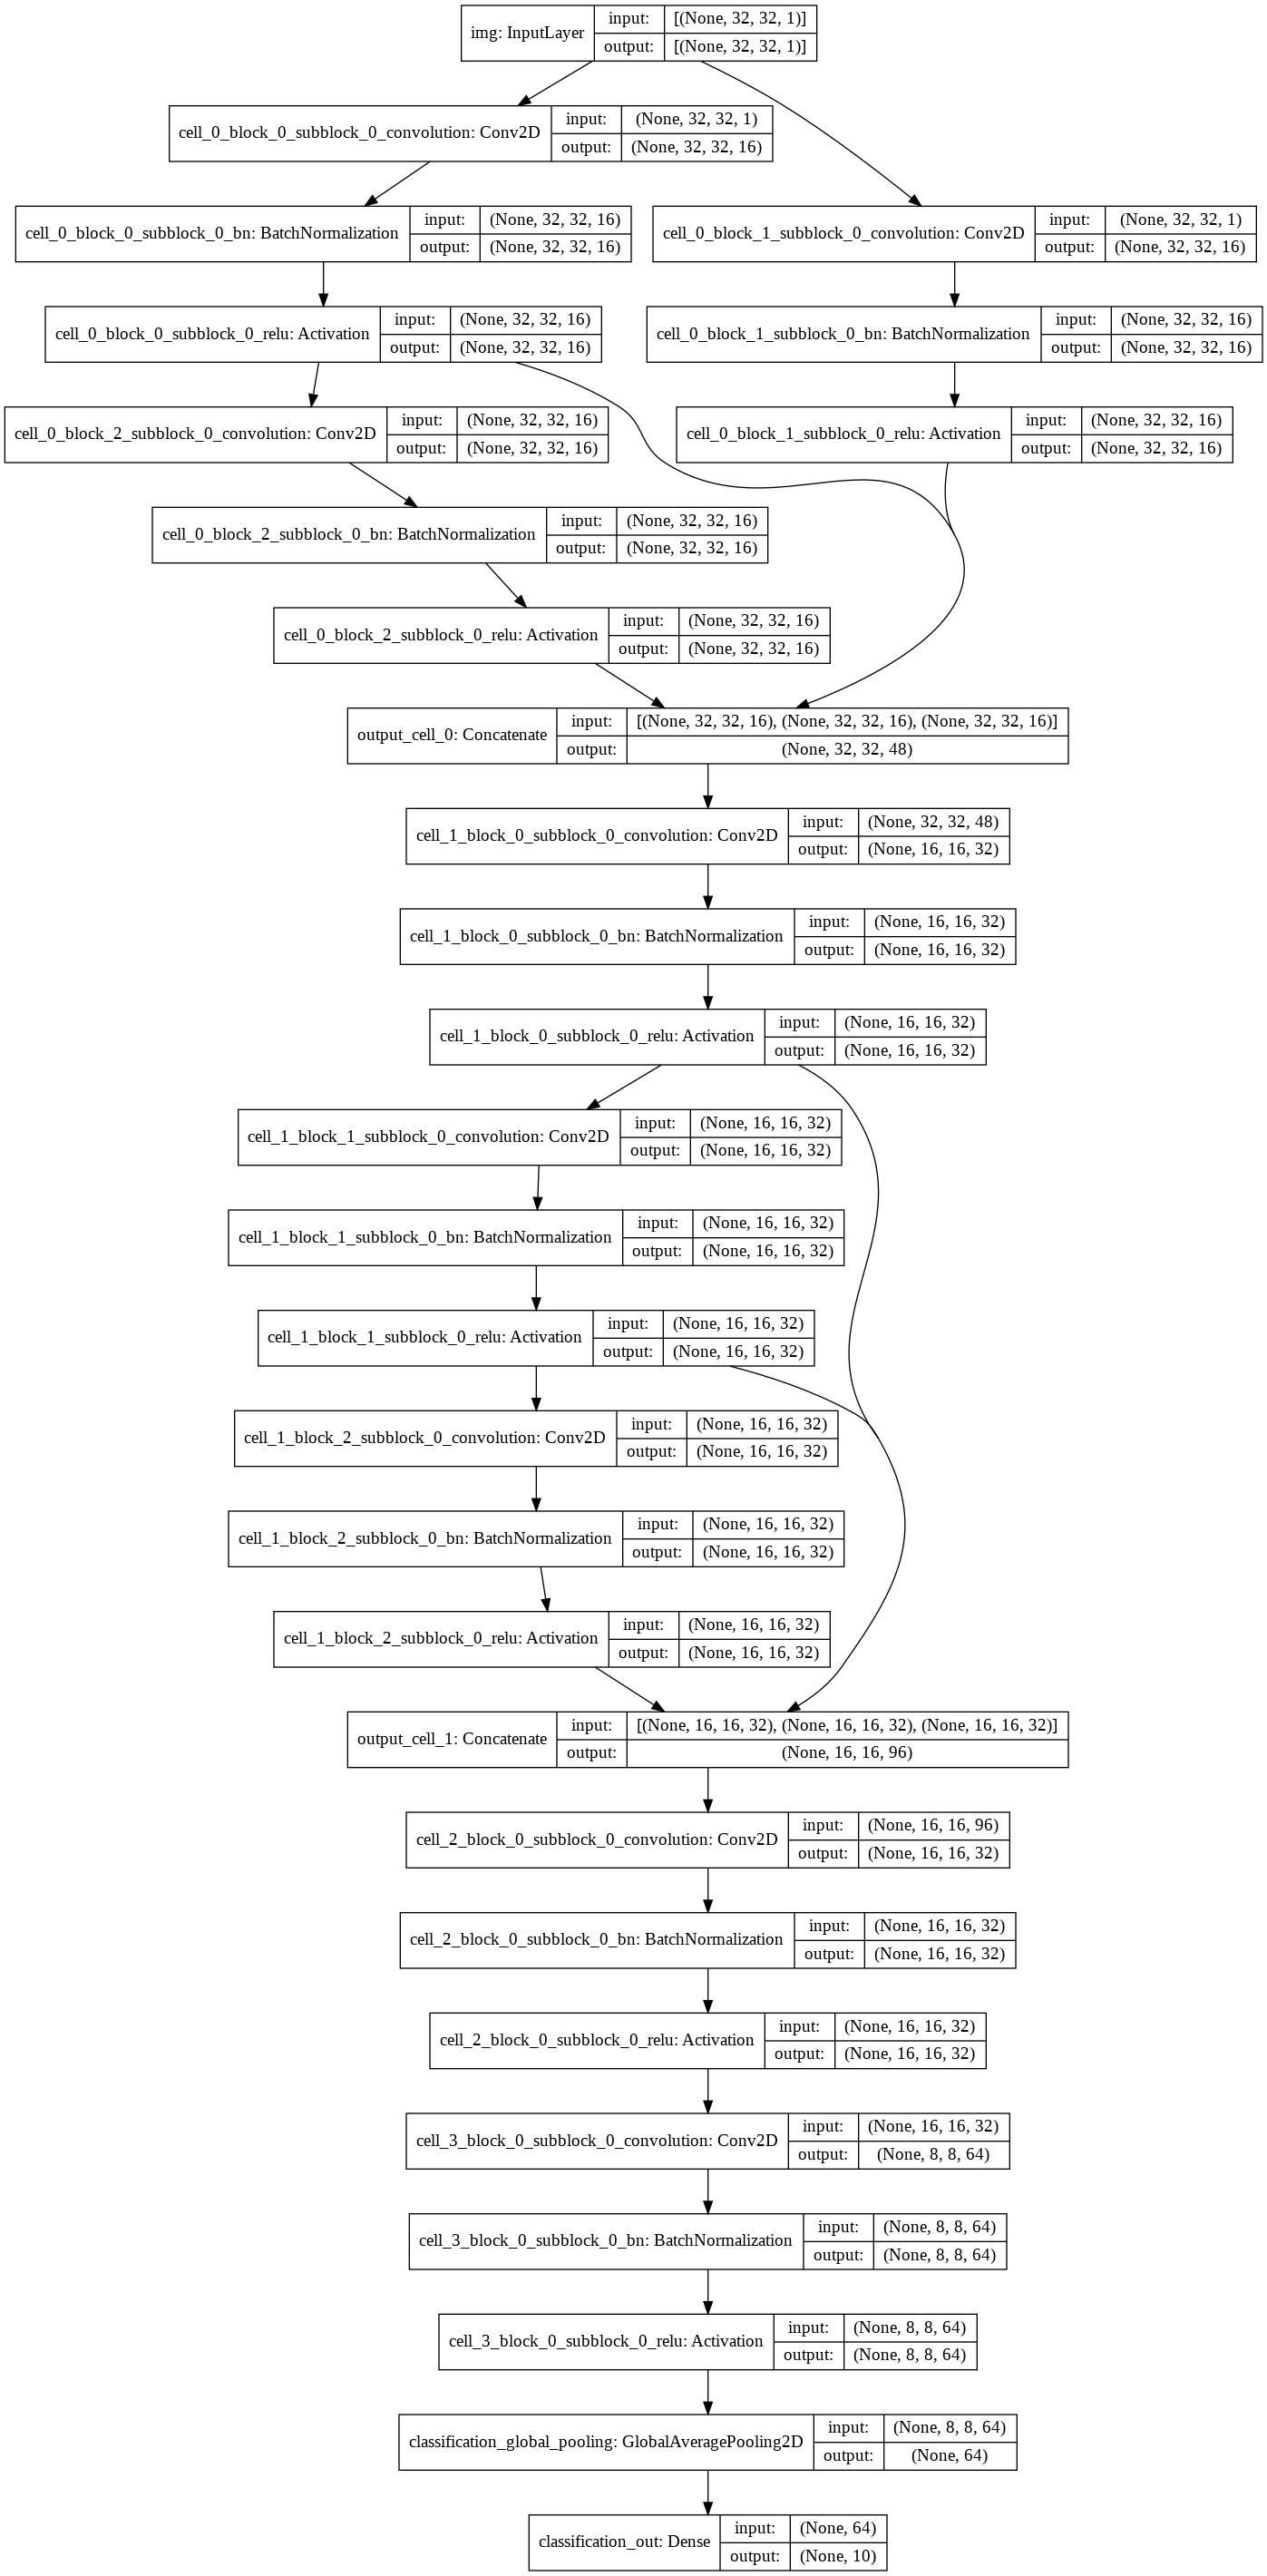 img: InputLayer
input: [(None, 32, 32, 1)]
output: [(None, 32, 32, 1)]
cell_0_block_0_subblock_0_convolution: Conv2D
input: (None, 32, 32, 1)
output: (None, 32, 32, 16)
cell_0_block_0_subblock_0_bn: BatchNormalization
input: (None, 32, 32, 16)
output: (None, 32, 32, 16)
cell_0_block_1_subblock_0_convolution: Conv2D
input: (None, 32, 32, 1)
output: (None, 32, 32, 16)
cell_0_block_0_subblock_0_relu: Activation
input: (None, 32, 32, 16)
output: (None, 32, 32, 16)
cell_0_block_1_subblock_0_bn: BatchNormalization
input: (None, 32, 32, 16)
output: (None, 32, 32, 16)
cell_0_block_2_subblock_0_convolution: Conv2D
input: (None, 32, 32, 16)
output: (None, 32, 32, 16)
cell_0_block_1_subblock_0_relu: Activation
input: (None, 32, 32, 16)
output: (None, 32, 32, 16)
cell_0_block_2_subblock_0_bn: BatchNormalization
input: (None, 32, 32, 16)
output: (None, 32, 32, 16)
cell_0_block_2_subblock_0_relu: Activation
input: (None, 32, 32, 16)
output: (None, 32, 32, 16)
output_cell_0: Concatenate
input: [(None, 32, 32, 16), (None, 32, 32, 16), (None, 32, 32, 16)]
output: (None, 32, 32, 48)
cell_1_block_0_subblock_0_convolution: Conv2D
input: (None, 32, 32, 48)
output: (None, 16, 16, 32)
cell_1_block_0_subblock_0_bn: BatchNormalization
input: (None, 16, 16, 32)
output: (None, 16, 16, 32)
cell_1_block_0_subblock_0_relu: Activation
input: (None, 16, 16, 32)
output: (None, 16, 16, 32)
cell_1_block_1_subblock_0_convolution: Conv2D
input: (None, 16, 16, 32)
output: (None, 16, 16, 32)
cell_1_block_1_subblock_0_bn: BatchNormalization
input: (None, 16, 16, 32)
output: (None, 16, 16, 32)
cell_1_block_1_subblock_0_relu: Activation
input: (None, 16, 16, 32)
output: (None, 16, 16, 32)
cell_1_block_2_subblock_0_convolution: Conv2D
input: (None, 16, 16, 32)
output: (None, 16, 16, 32)
cell_1_block_2_subblock_0_bn: BatchNormalization
input: (None, 16, 16, 32)
output: (None, 16, 16, 32)
cell_1_block_2_subblock_0_relu: Activation
input: (None, 16, 16, 32)
output: (None, 16, 16, 32)
output_cell_1: Concatenate
input: [(None, 16, 16, 32), (None, 16, 16, 32), (None, 16, 16, 32)]
output: (None, 16, 16, 96)
cell_2_block_0_subblock_0_convolution: Conv2D
input: (None, 16, 16, 96)
output: (None, 16, 16, 32)
cell_2_block_0_subblock_0_bn: BatchNormalization
input: (None, 16, 16, 32)
output: (None, 16, 16, 32)
cell_2_block_0_subblock_0_relu: Activation
input: (None, 16, 16, 32)
output: (None, 16, 16, 32)
cell_3_block_0_subblock_0_convolution: Conv2D
input: (None, 16, 16, 32)
output: (None, 8, 8, 64)
cell_3_block_0_subblock_0_bn: BatchNormalization
input: (None, 8, 8, 64)
output: (None, 8, 8, 64)
cell_3_block_0_subblock_0_relu: Activation
input: (None, 8, 8, 64)
output: (None, 8, 8, 64)
classification_global_pooling: GlobalAveragePooling2D
input: (None, 8, 8, 64)
output: (None, 64)
classification_out: Dense
input: (None, 64)
output: (None, 10)